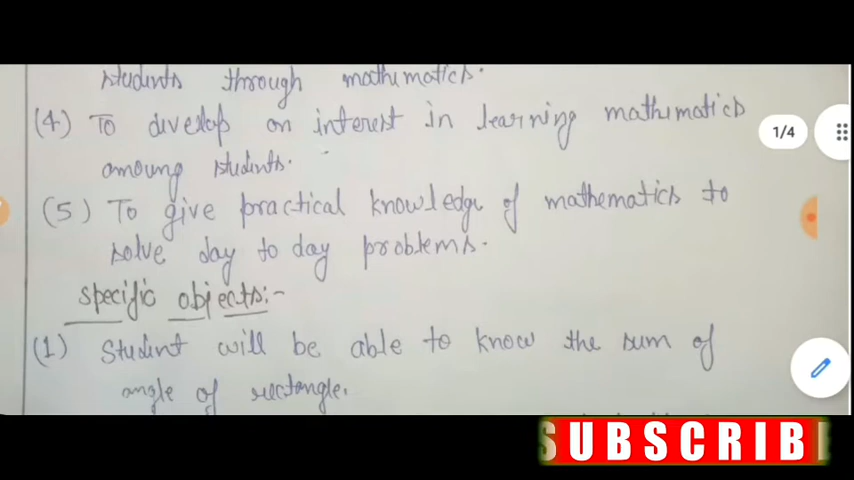 students through mathematics.
(4) To develop on interest in learning mathematics
amoung students.
(5) To give practical knowledge of mathematics to
solve day to day problems.
specific objects:-
(1) Student will be able to know the sum of
angle of rectangle.
1/4
SUBSCRIBE